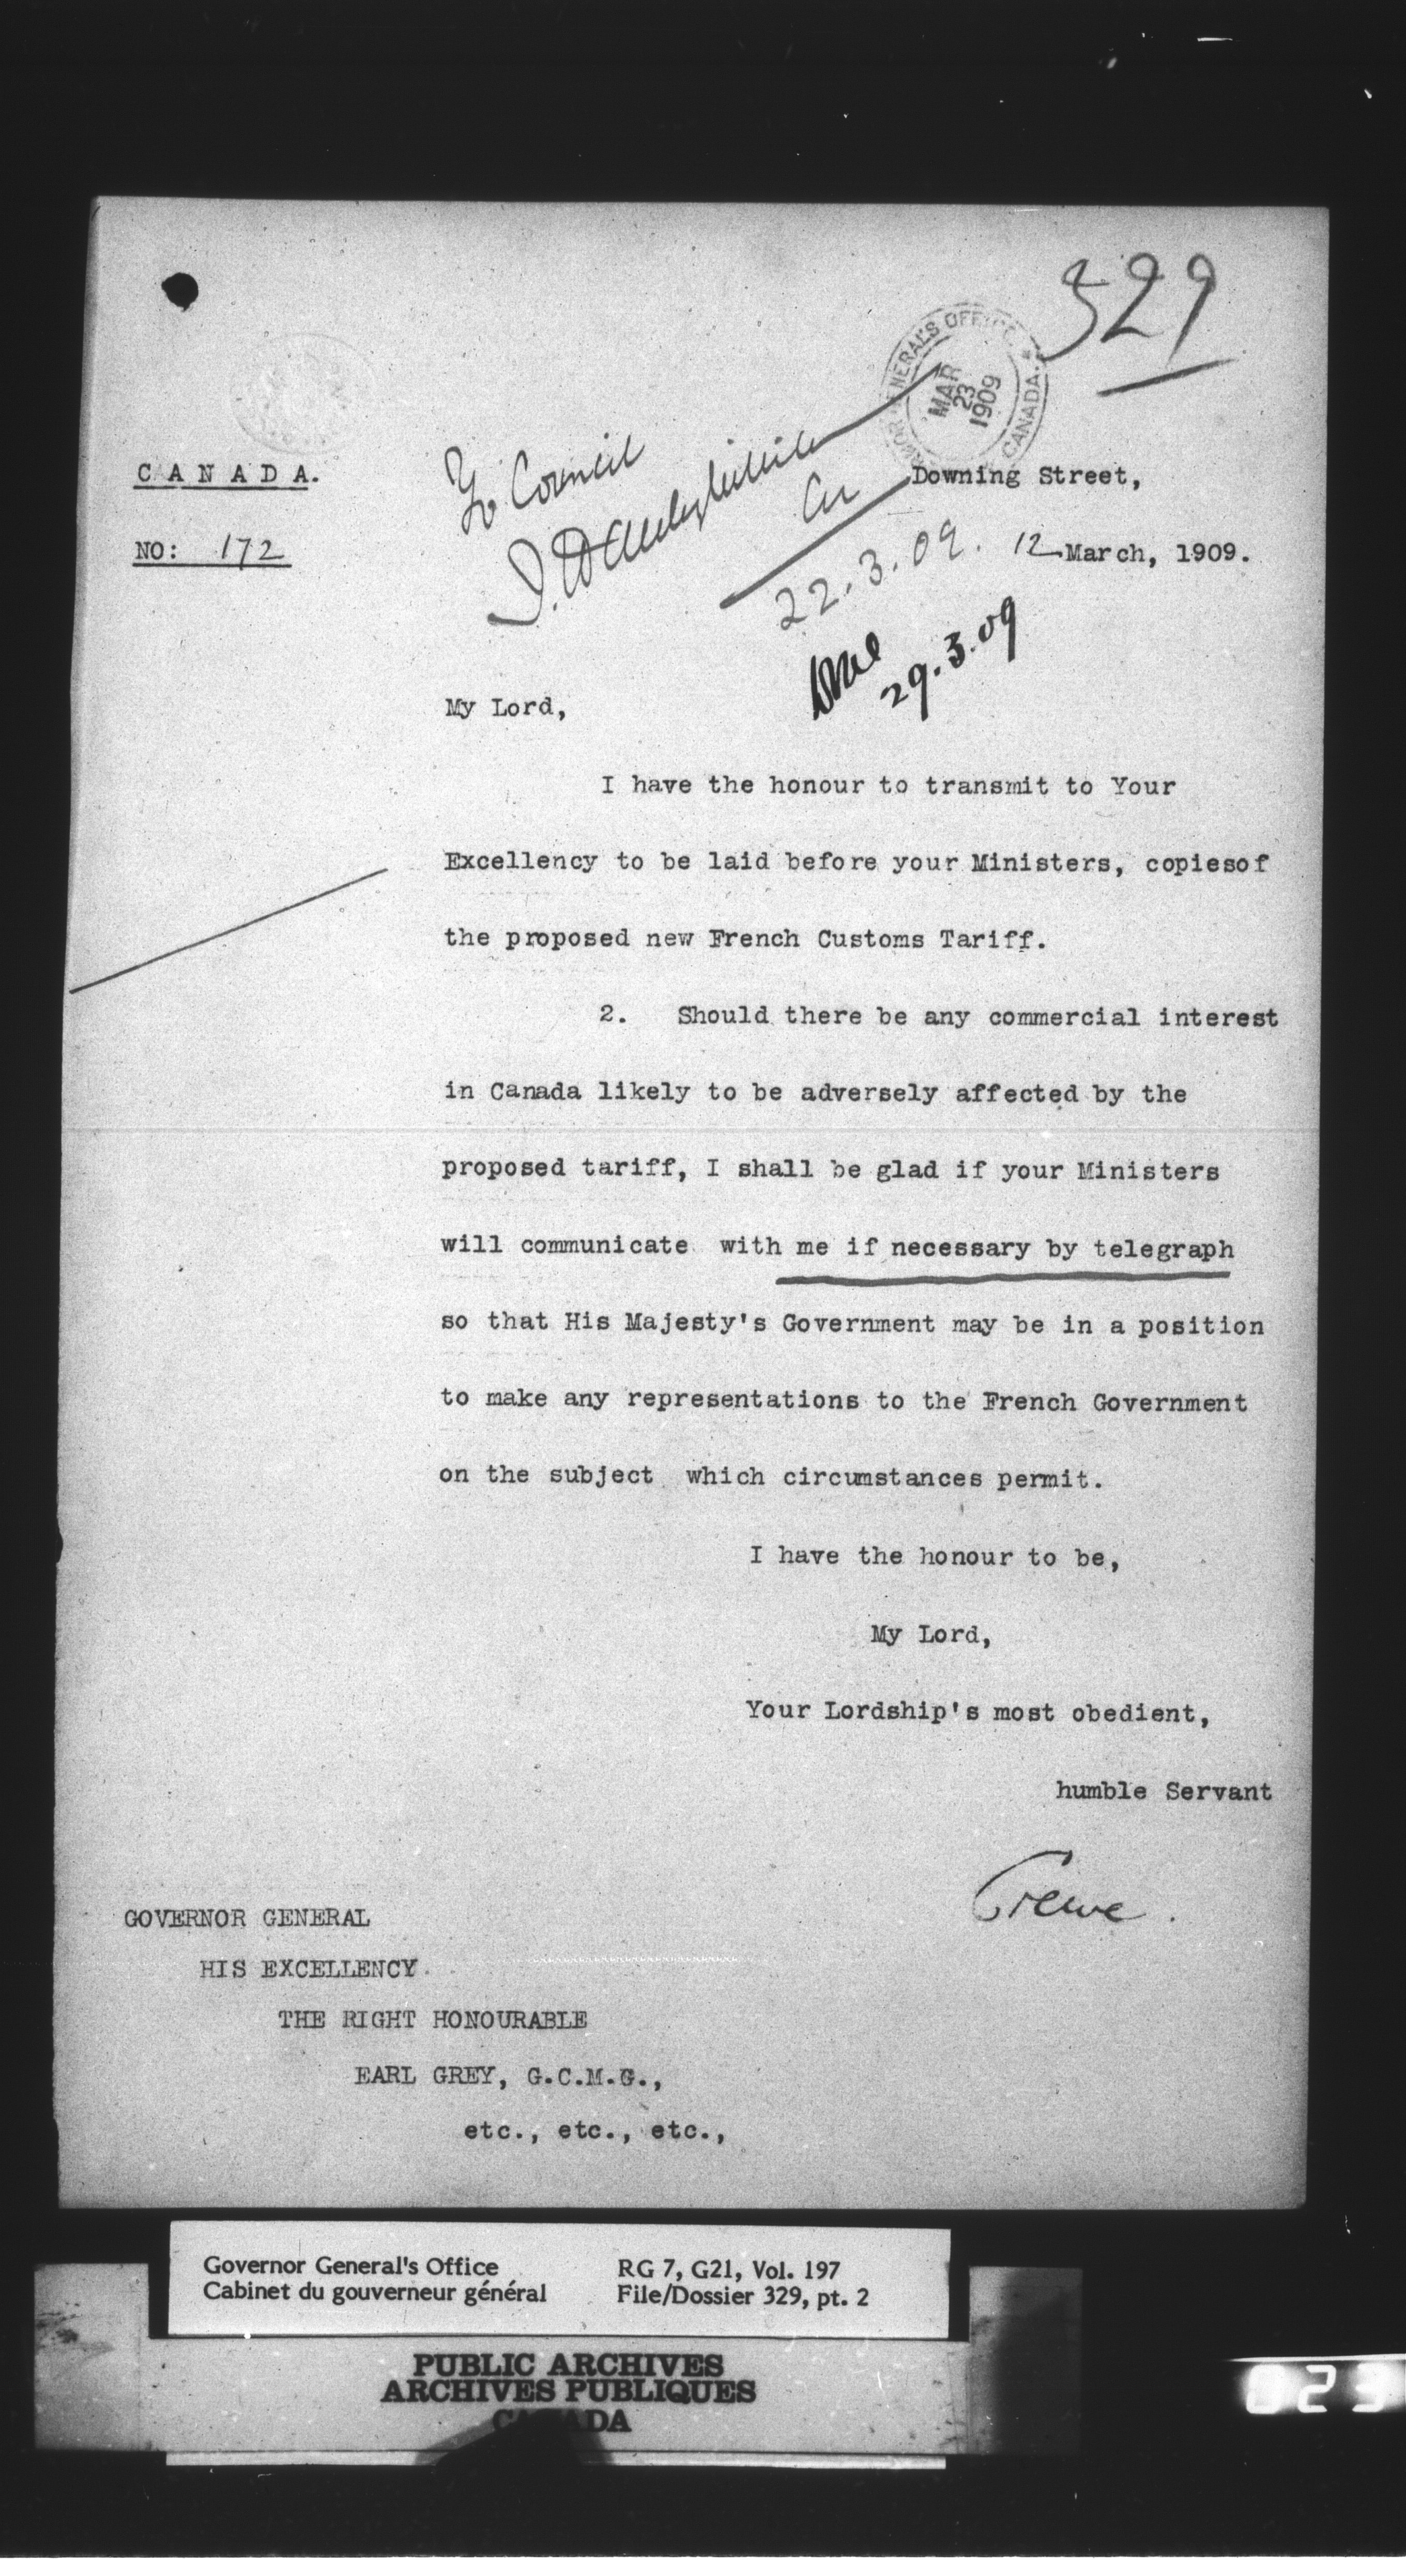 329
GENERAL'S OFFICE
MAR
23
1909
CANADA.
To Council
CANADA.
Downing Street,
NO: 172
22.3.09.
12 March, 1909.
29.3.09
My Lord,
I have the honour to transmit to Your
Excellency to be laid before your Ministers, copiesof
the proposed new French Customs Tariff.
2. Should there be any commercial interest
in Canada likely to be adversely affected by the
proposed tariff, I shall be glad if your Ministers
will communicate with me if necessary by telegraph
so that His Majesty's Government may be in a position
to make any representations to the French Government
on the subject which circumstances permit.
I have the honour to be,
My Lord,
Your Lordship's most obedient,
humble Servant
Crewe.
GOVERNOR GENERAL
HIS EXCELLENCY
THE RIGHT HONOURABLE
EARL GREY, G.C.M.G.,
etc., etc., etc.,
Governor General's Office RG 7, G21, Vol. 197
Cabinet du gouverneur général File/Dossier 329, pt. 2
PUBLIC ARCHIVES
ARCHIVES PUBLIQUES
CANADA
023